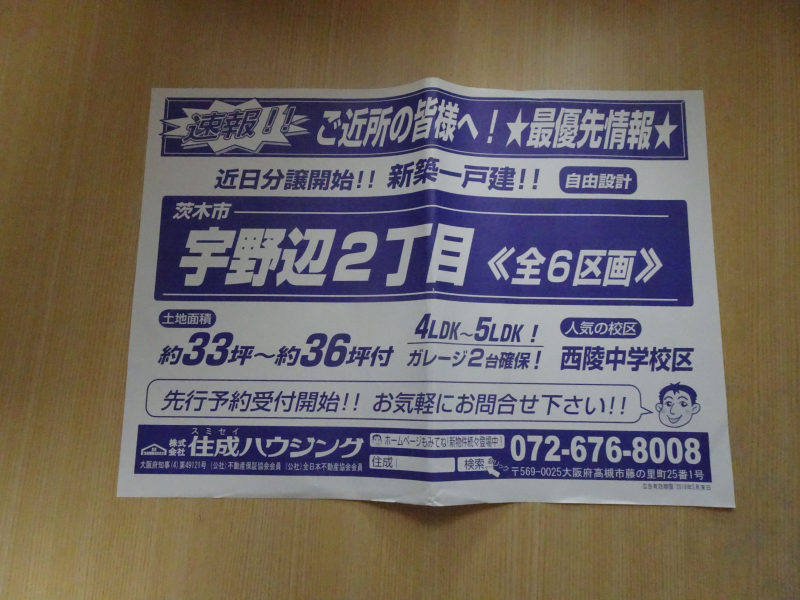 速報!! ご近所の皆様へ!★最優先情報★
近日分譲開始!! 新築一戸建!! 自由設計
茨木市
宇野辺2丁目 《全6区画》
土地面積
約33坪～約36坪付
4LDK～5LDK!
ガレージ2台確保!
人気の校区
西陵中学校区
先行予約受付開始!! お気軽にお問合せ下さい!!
スミセイ
株式会社 住成ハウジング
大阪府知事(4)第49121号 (公社)不動産保証協会会員 (公社)全日本不動産協会会員
ホームページもみてね!新物件続々登場中!
住成 検索 クリック
072-676-8008
〒569-0025大阪府高槻市藤の里町25番1号